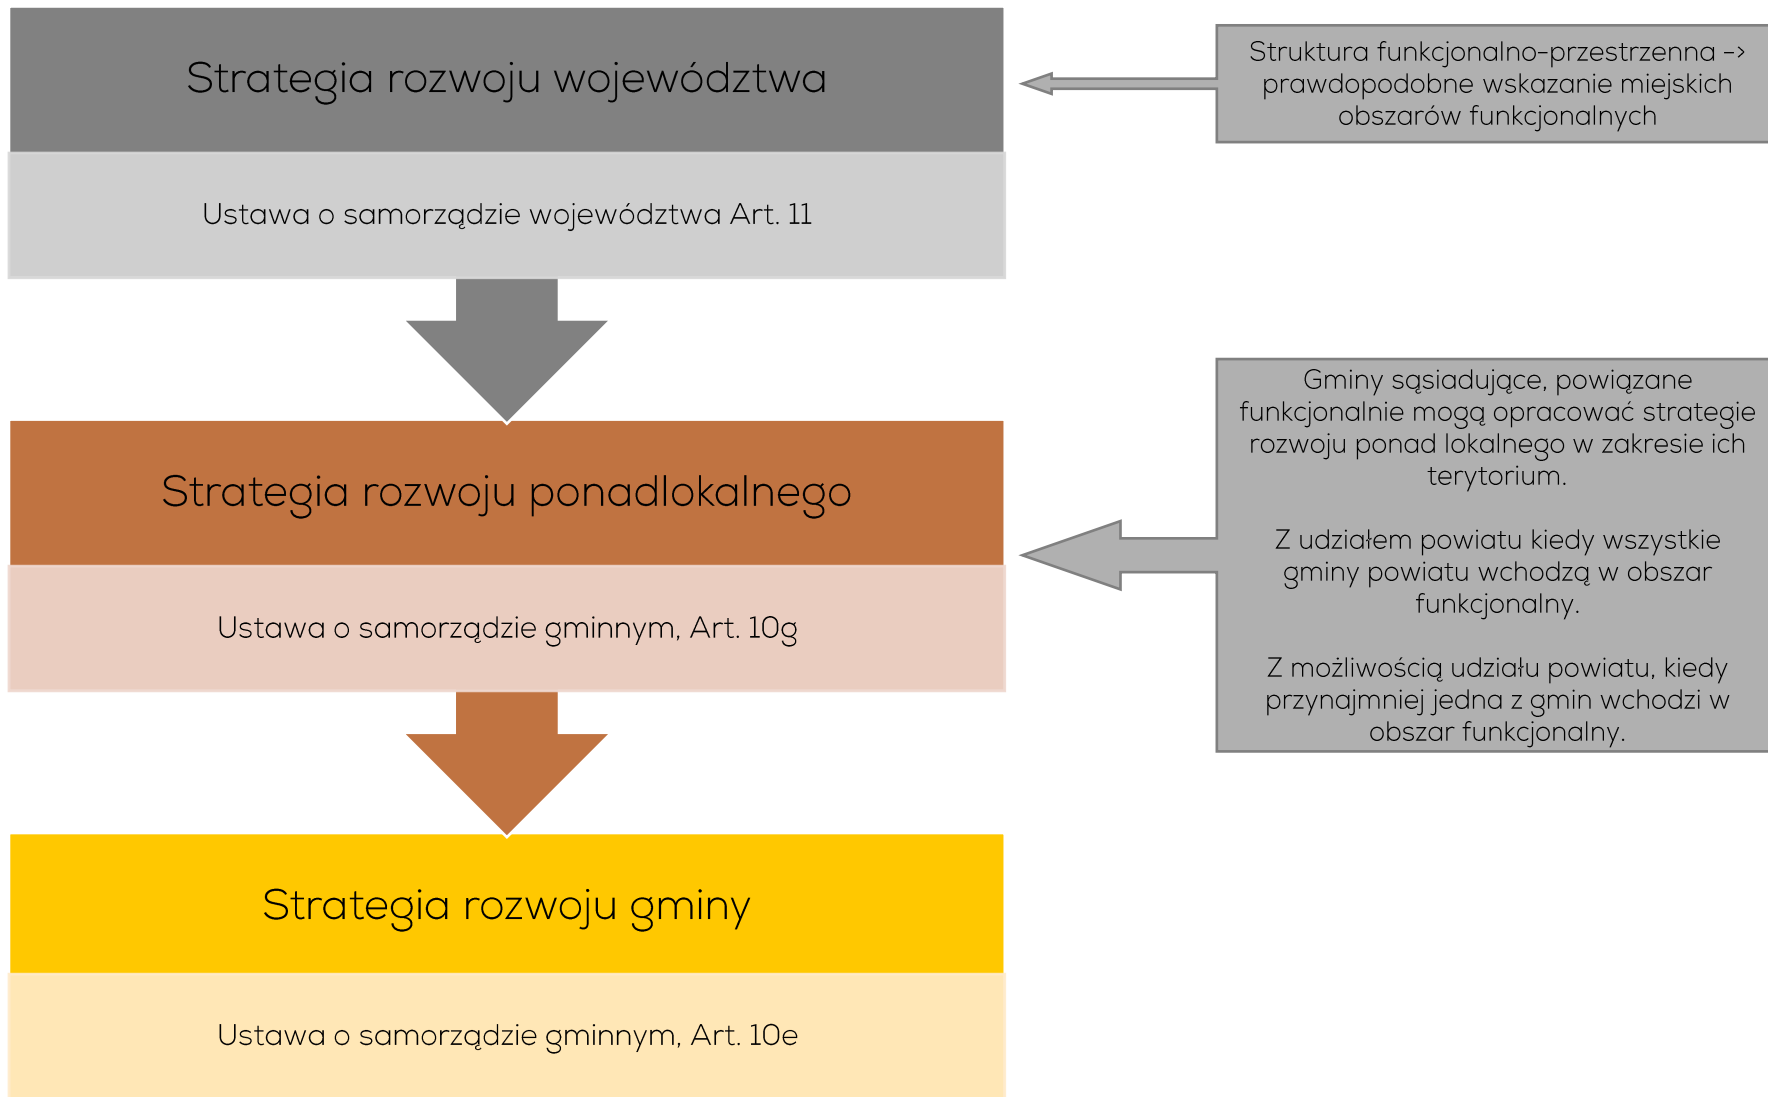 Strategia rozwoju województwa
Ustawa o samorządzie województwa Art. 11
Struktura funkcjonalno-przestrzenna ->
prawdopodobne wskazanie miejskich
obszarów funkcjonalnych
Strategia rozwoju ponadlokalnego
Ustawa o samorządzie gminnym, Art. 10g
Gminy sąsiadujące, powiązane
funkcjonalnie mogą opracować strategie
rozwoju ponad lokalnego w zakresie ich
terytorium.
Z udziałem powiatu kiedy wszystkie
gminy powiatu wchodzą w obszar
funkcjonalny.
Z możliwością udziału powiatu, kiedy
przynajmniej jedna z gmin wchodzi w
obszar funkcjonalny.
Strategia rozwoju gminy
Ustawa o samorządzie gminnym, Art. 10e